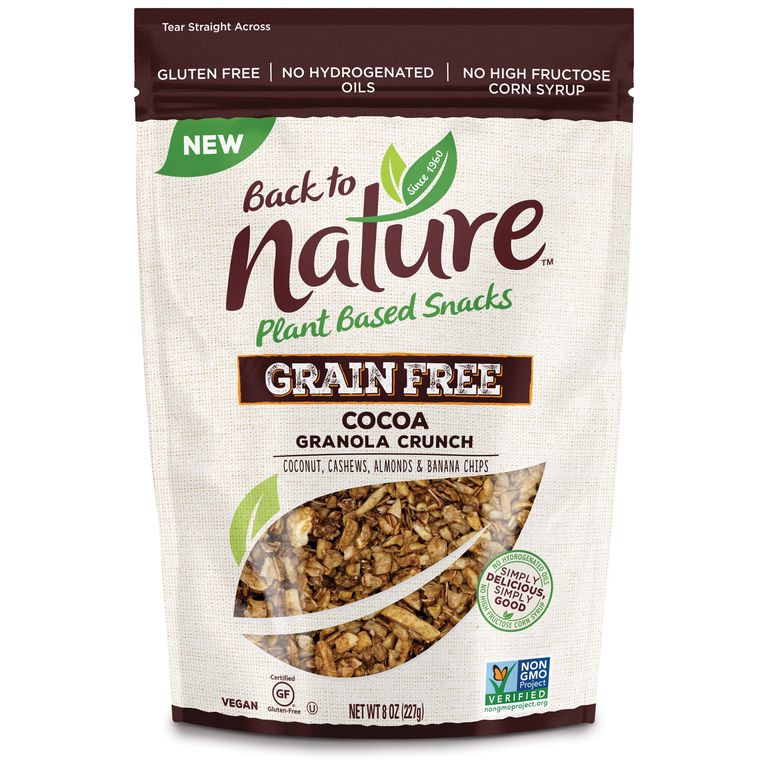 Tear Straight Across
GLUTEN FREE
NO HYDROGENATED
OILS
NO HIGH FRUCTOSE
CORN SYRUP
NEW
Since 1960
Back to
nature™
Plant Based Snacks
GRAIN FREE
COCOA
GRANOLA CRUNCH
COCONUT, CASHEWS, ALMONDS & BANANA CHIPS
NO HYDROGENATED OILS
SIMPLY
DELICIOUS,
SIMPLY
GOOD
NO HIGH FRUCTOSE CORN SYRUP
NON
GMO
Project
VERIFIED
nongmoproject.org
VEGAN
Certified
GF
Gluten-Free
U
NET WT 8 OZ (227g)